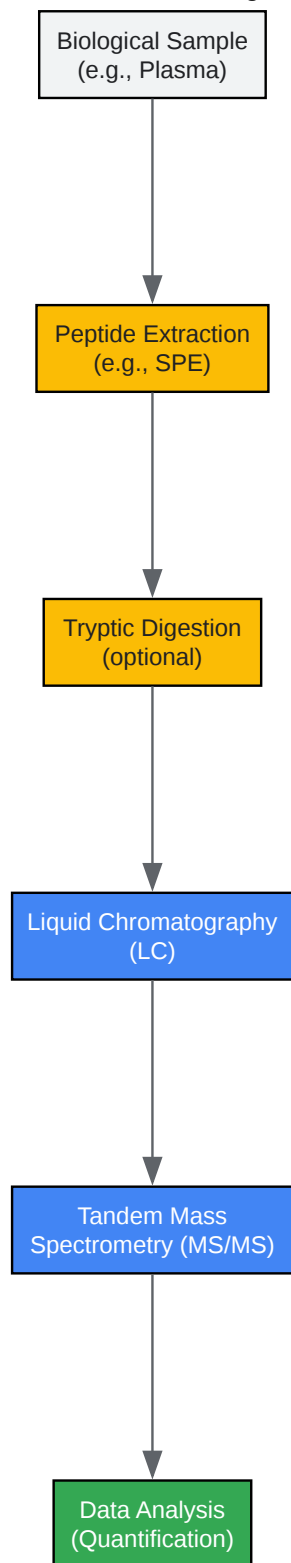 Biological Sample
(e.g., Plasma)
Peptide Extraction
(e.g., SPE)
Tryptic Digestion
(optional)
Liquid Chromatography
(LC)
Tandem Mass
Spectrometry (MS/MS)
Data Analysis
(Quantification)